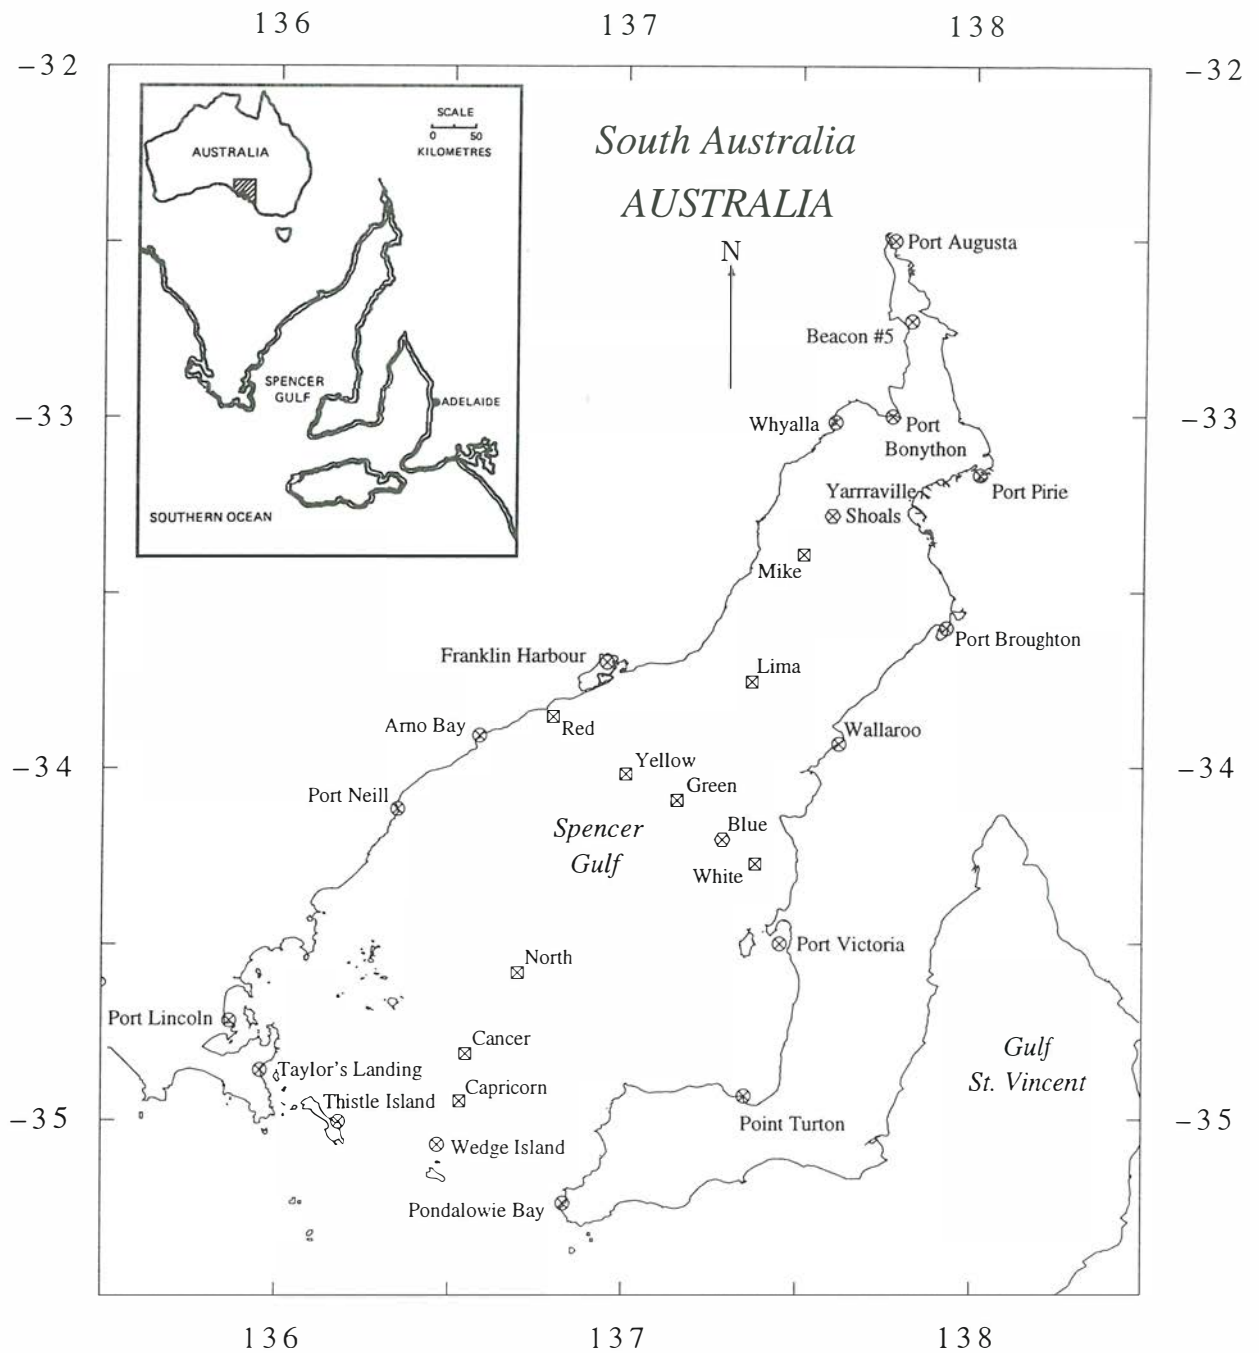 136 137 138
-32 -32
SCALE
0 50
KILOMETRES
AUSTRALIA
South Australia
AUSTRALIA
N
Port Augusta
Beacon #5
SPENCER
GULF
ADELAIDE
SOUTHERN OCEAN
-33 -33
Whyalla
Port
Bonython
Port Pirie
Yarrraville
Shoals
Mike
Port Broughton
Franklin Harbour
Lima
Arno Bay
Red
Wallaroo
-34 -34
Yellow
Green
Port Neill
Blue
Spencer
Gulf
White
Port Victoria
North
Port Lincoln
Cancer
Gulf
St. Vincent
Taylor's Landing
Capricorn
Thistle Island
-35 -35
Point Turton
Wedge Island
Pondalowie Bay
136 137 138